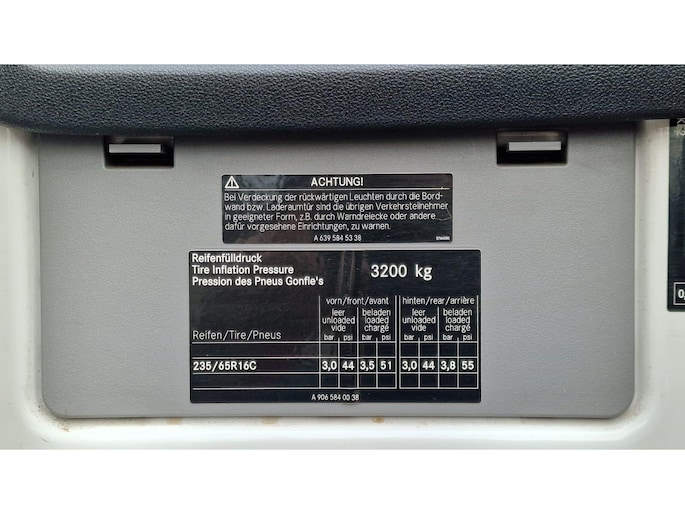 ACHTUNG!
Bei Verdeckung der rückwärtigen Leuchten durch die Bord-
wand bzw. Laderaumtür sind die übrigen Verkehrsteilnehmer
in geeigneter Form, z.B. durch Warndreiecke oder andere
dafür vorgesehene Einrichtungen, zu warnen.
A 639 584 53 38
Reifenfülldruck
Tire Inflation Pressure
Pression des Pneus Gonfle's
3200 kg
vorn/front/avant hinten/rear/arrière
leer beladen leer beladen
unloaded loaded unloaded loaded
vide chargé vide chargé
Reifen/Tire/Pneus bar psi bar psi bar psi bar psi
235/65R16C 3,0 44 3,5 51 3,0 44 3,8 55
A 906 584 00 38
0,